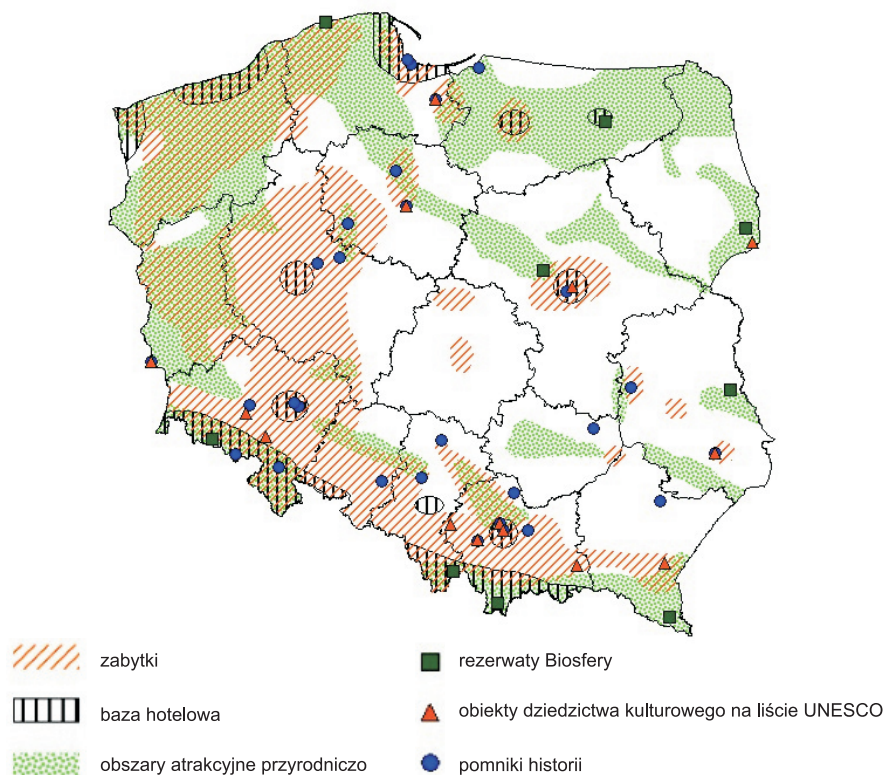 zabytki
rezerwaty Biosfery
baza hotelowa
obiekty dziedzictwa kulturowego na liście UNESCO
obszary atrakcyjne przyrodniczo
pomniki historii